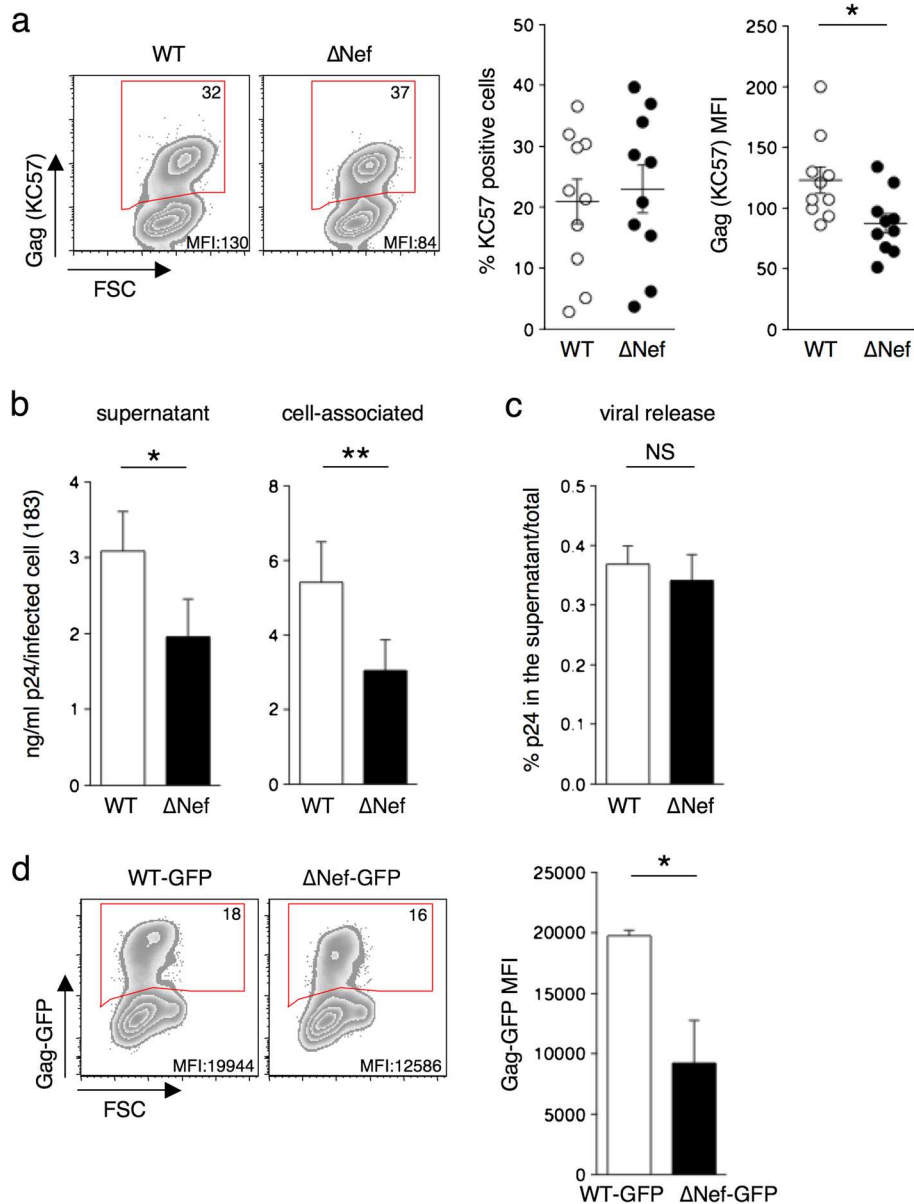 a
WT
ΔNef
32
37
MFI:130
MFI:84
Gag (KC57)
FSC
% KC57 positive cells
50
40
30
20
10
0
WT
ΔNef
*
Gag (KC57) MFI
250
200
150
100
50
0
WT
ΔNef
b
supernatant
cell-associated
*
**
ng/ml p24/infected cell (183)
4
3
2
1
0
WT
ΔNef
8
6
4
2
0
WT
ΔNef
c
viral release
NS
% p24 in the supernatant/total
0.5
0.4
0.3
0.2
0.1
0.0
WT
ΔNef
d
WT-GFP
ΔNef-GFP
18
16
MFI:19944
MFI:12586
Gag-GFP
FSC
*
Gag-GFP MFI
25000
20000
15000
10000
5000
0
WT-GFP
ΔNef-GFP